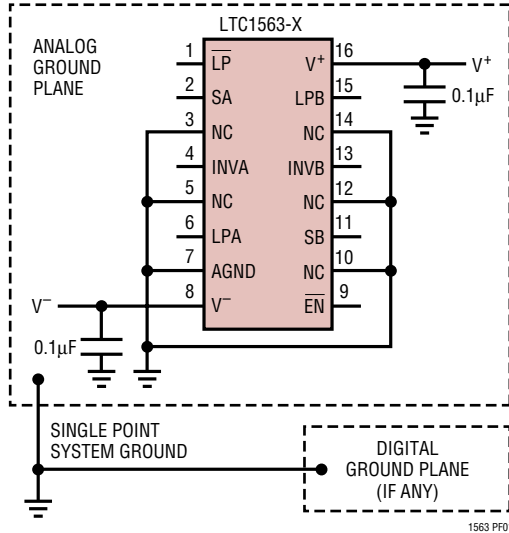 LTC1563-X
ANALOG
GROUND
PLANE
1 L̅P̅ V+ 16 V+
2 SA LPB 15 0.1µF
3 NC NC 14
4 INVA INVB 13
5 NC NC 12
6 LPA SB 11
7 AGND NC 10
V– 8 V– E̅N̅ 9
0.1µF
SINGLE POINT
SYSTEM GROUND
DIGITAL
GROUND PLANE
(IF ANY)
1563 PF0